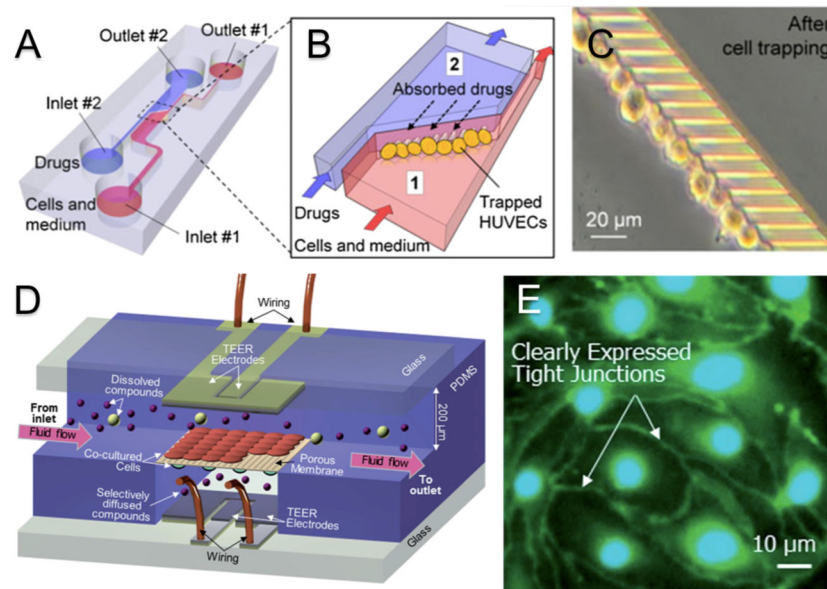 A
Outlet #2
Outlet #1
Inlet #2
Drugs
Cells and
medium
Inlet #1
B
2
Absorbed drugs
1
Trapped
HUVECs
Drugs
Cells and medium
C
After
cell trapping
20 µm
D
Wiring
TEER
Electrodes
Glass
PDMS
Dissolved
compounds
200 µm
From
inlet
Fluid flow
Co-cultured
Cells
Porous
Membrane
Fluid flow
To
outlet
Selectively
diffused
compounds
TEER
Electrodes
Wiring
Glass
E
Clearly Expressed
Tight Junctions
10 µm